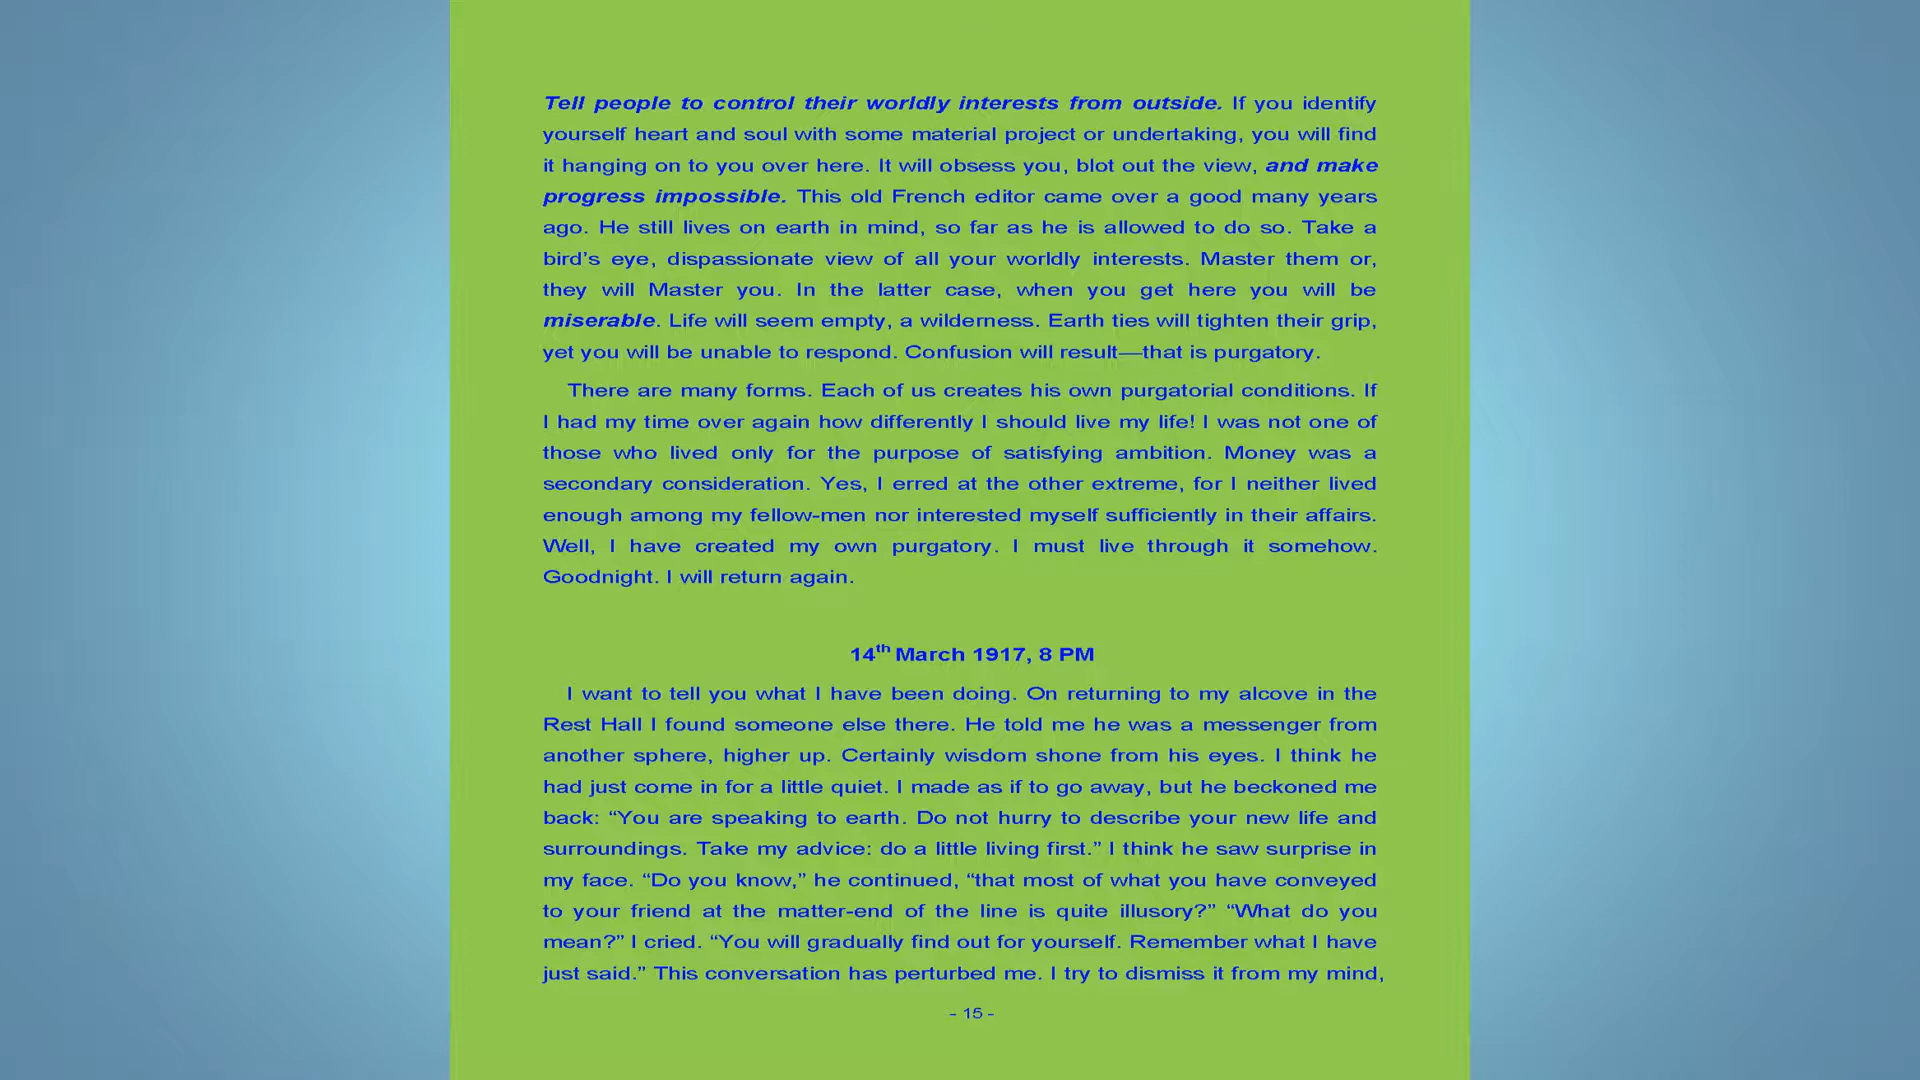 Tell people to control their worldly interests from outside. If you identify
yourself heart and soul with some material project or undertaking, you will find
it hanging on to you over here. It will obsess you, blot out the view, and make
progress impossible. This old French editor came over a good many years
ago. He still lives on earth in mind, so far as he is allowed to do so. Take a
bird’s eye, dispassionate view of all your worldly interests. Master them or,
they will Master you. In the latter case, when you get here you will be
miserable. Life will seem empty, a wilderness. Earth ties will tighten their grip,
yet you will be unable to respond. Confusion will result—that is purgatory.
There are many forms. Each of us creates his own purgatorial conditions. If
I had my time over again how differently I should live my life! I was not one of
those who lived only for the purpose of satisfying ambition. Money was a
secondary consideration. Yes, I erred at the other extreme, for I neither lived
enough among my fellow-men nor interested myself sufficiently in their affairs.
Well, I have created my own purgatory. I must live through it somehow.
Goodnight. I will return again.
14th March 1917, 8 PM
I want to tell you what I have been doing. On returning to my alcove in the
Rest Hall I found someone else there. He told me he was a messenger from
another sphere, higher up. Certainly wisdom shone from his eyes. I think he
had just come in for a little quiet. I made as if to go away, but he beckoned me
back: “You are speaking to earth. Do not hurry to describe your new life and
surroundings. Take my advice: do a little living first.” I think he saw surprise in
my face. “Do you know,” he continued, “that most of what you have conveyed
to your friend at the matter-end of the line is quite illusory?” “What do you
mean?” I cried. “You will gradually find out for yourself. Remember what I have
just said.” This conversation has perturbed me. I try to dismiss it from my mind,
- 15 -